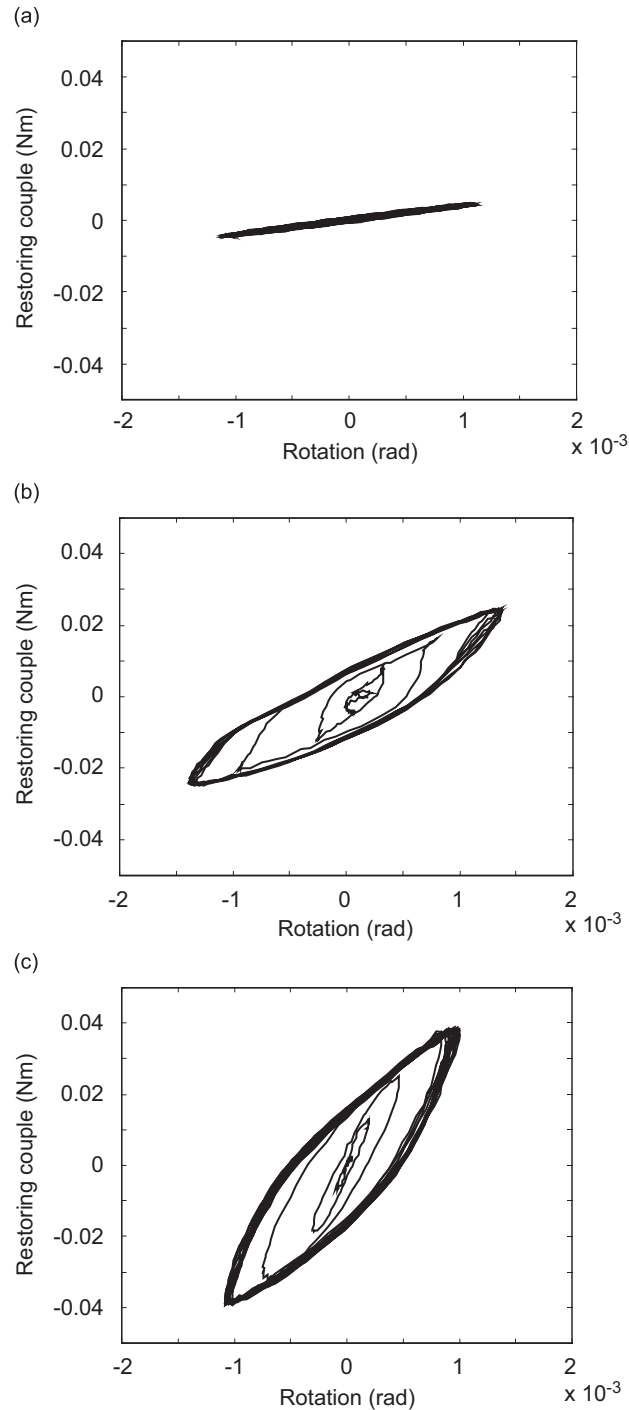 (a)
0.04
0.02
0
-0.02
-0.04
Restoring couple (Nm)
-2 -1 0 1 2
Rotation (rad)
x 10-3
(b)
0.04
0.02
0
-0.02
-0.04
Restoring couple (Nm)
-2 -1 0 1 2
Rotation (rad)
x 10-3
(c)
0.04
0.02
0
-0.02
-0.04
Restoring couple (Nm)
-2 -1 0 1 2
Rotation (rad)
x 10-3